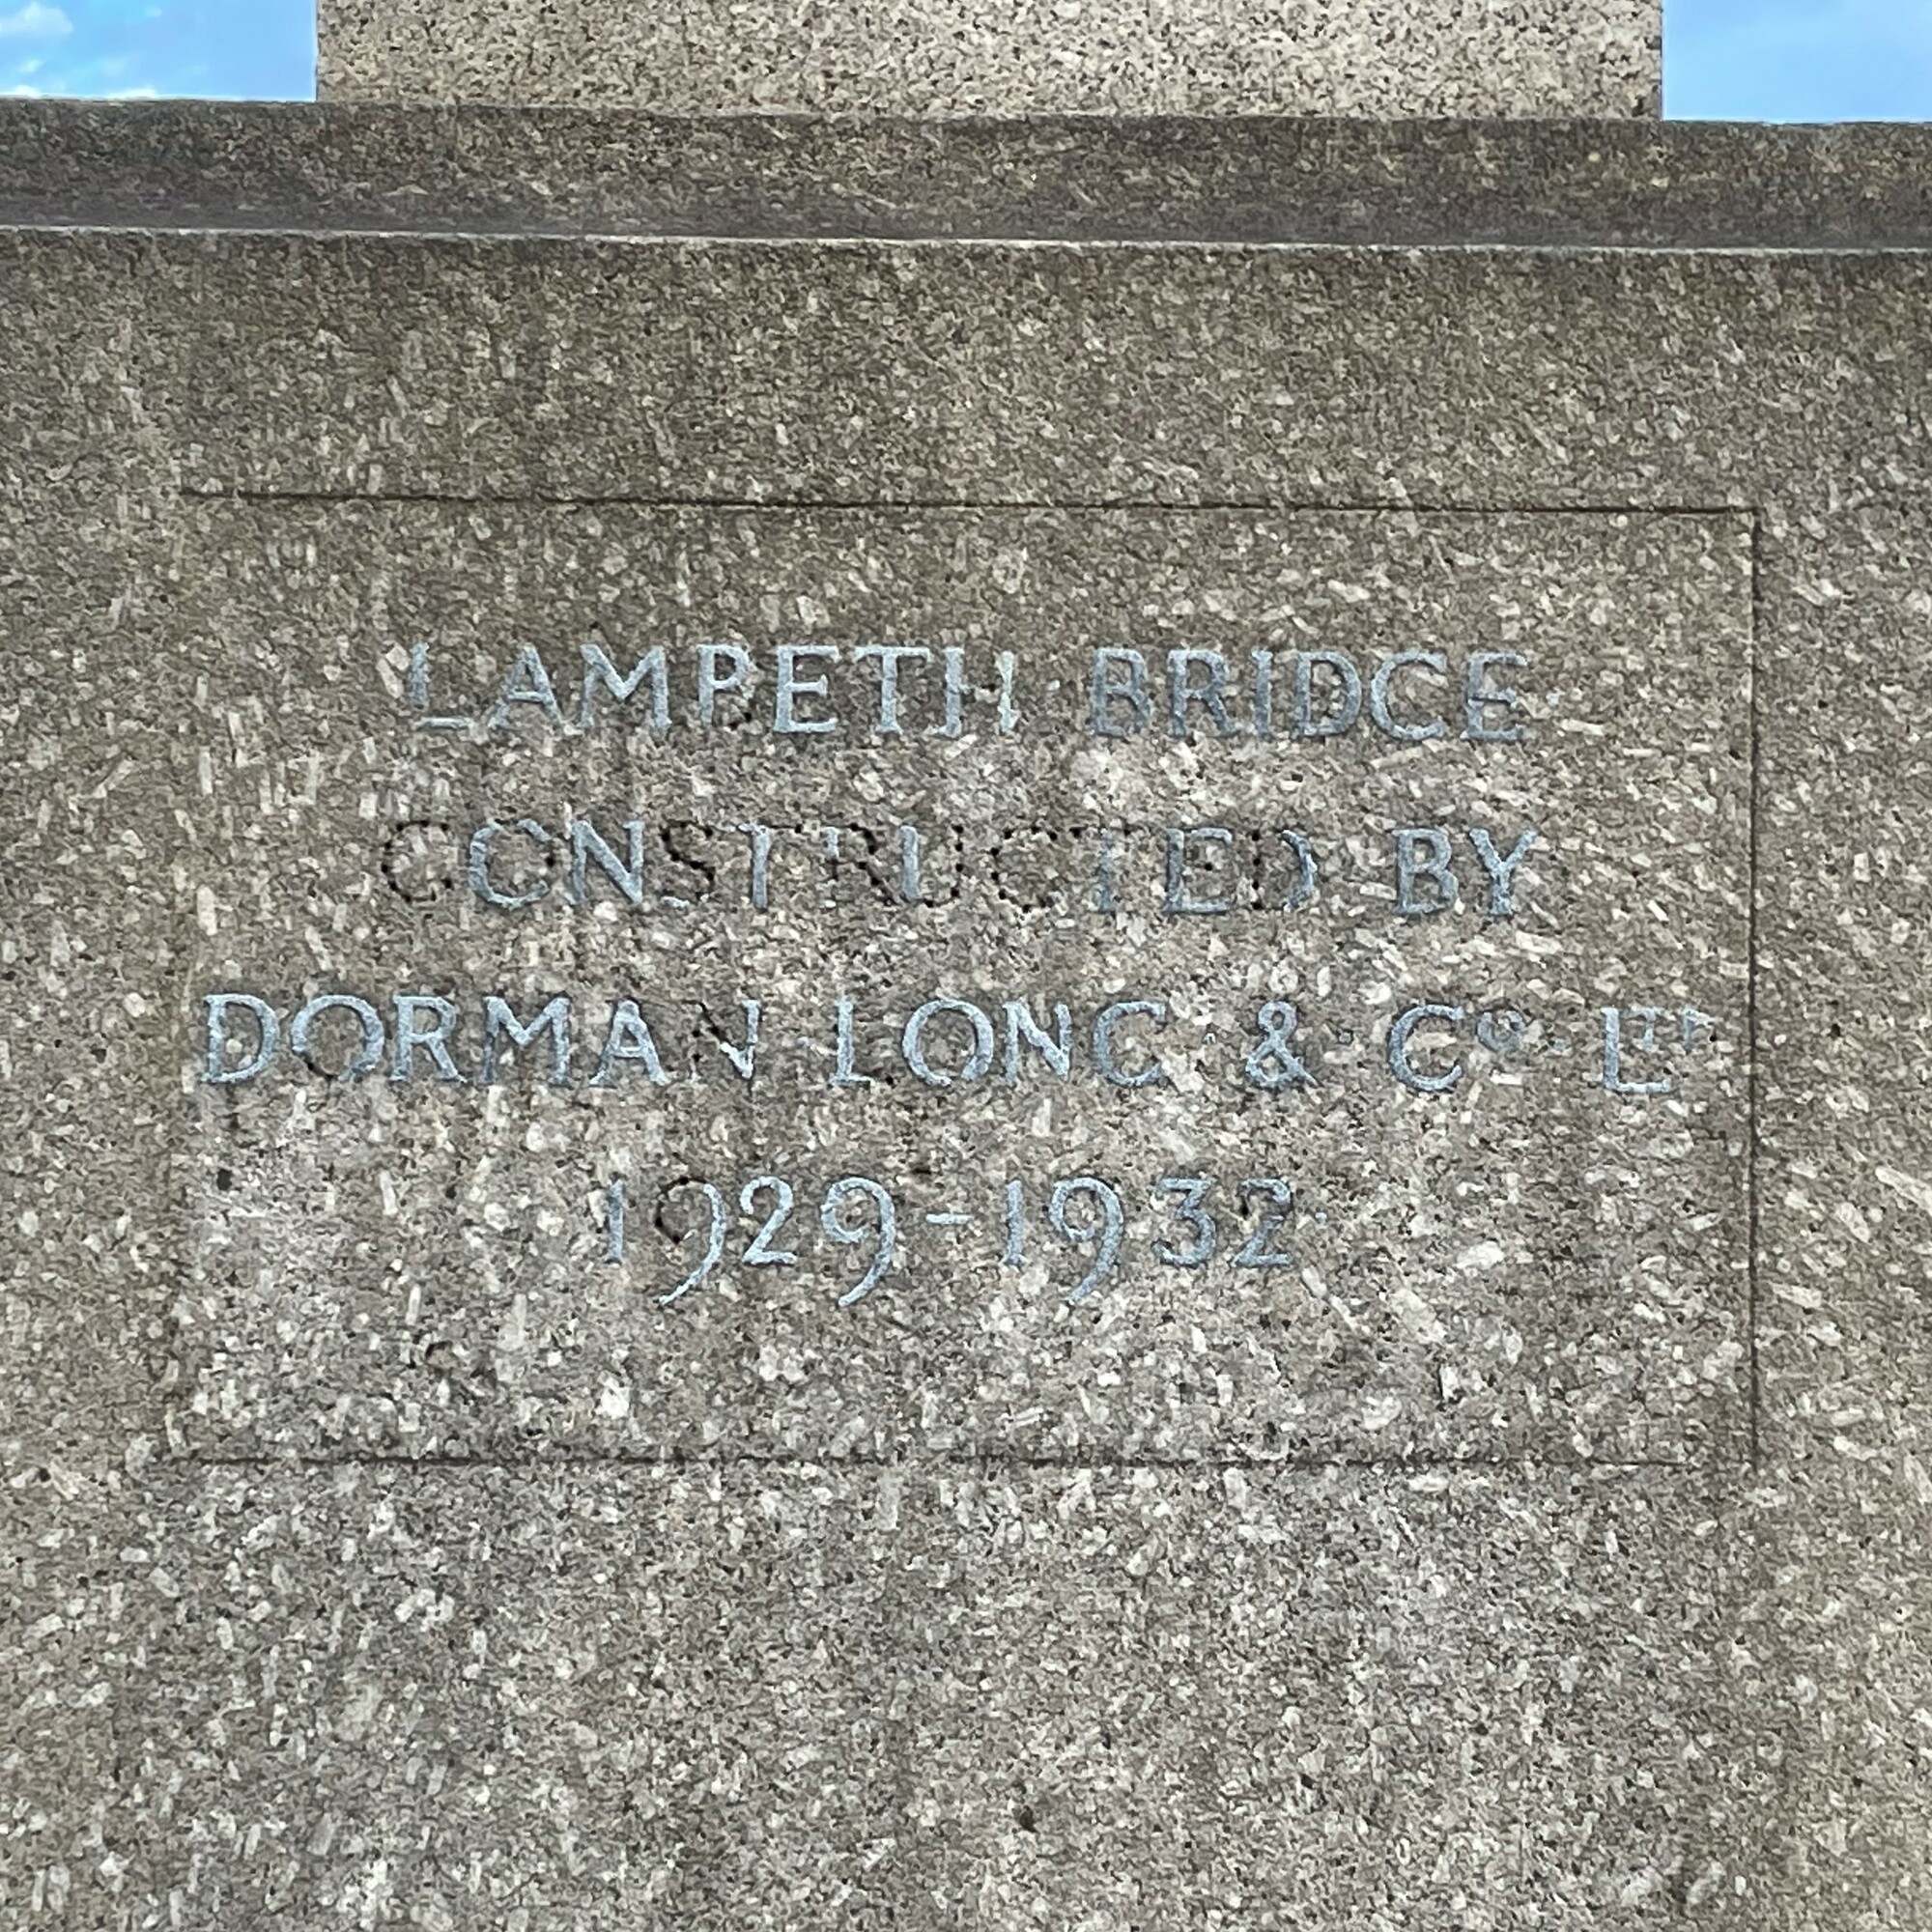 LAMBETH BRIDGE
CONSTRUCTED BY
DORMAN LONG & Co. LTD
1929-1932